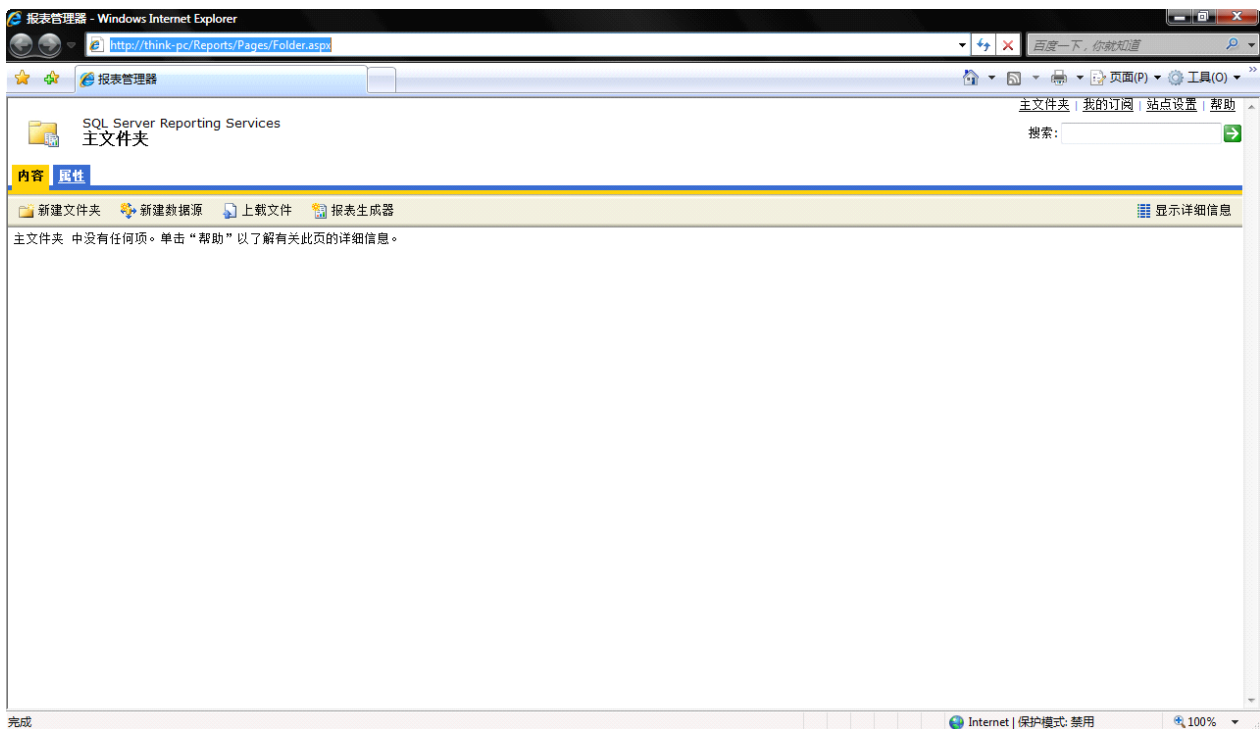 报表管理器 - Windows Internet Explorer
http://think-pc/Reports/Pages/Folder.aspx
百度一下，你就知道
报表管理器
页面(P)
工具(O)
主文件夹 | 我的订阅 | 站点设置 | 帮助
SQL Server Reporting Services
主文件夹
搜索:
内容 属性
新建文件夹 新建数据源 上载文件 报表生成器 显示详细信息
主文件夹 中没有任何项。单击“帮助”以了解有关此页的详细信息。
完成
Internet | 保护模式: 禁用
100%